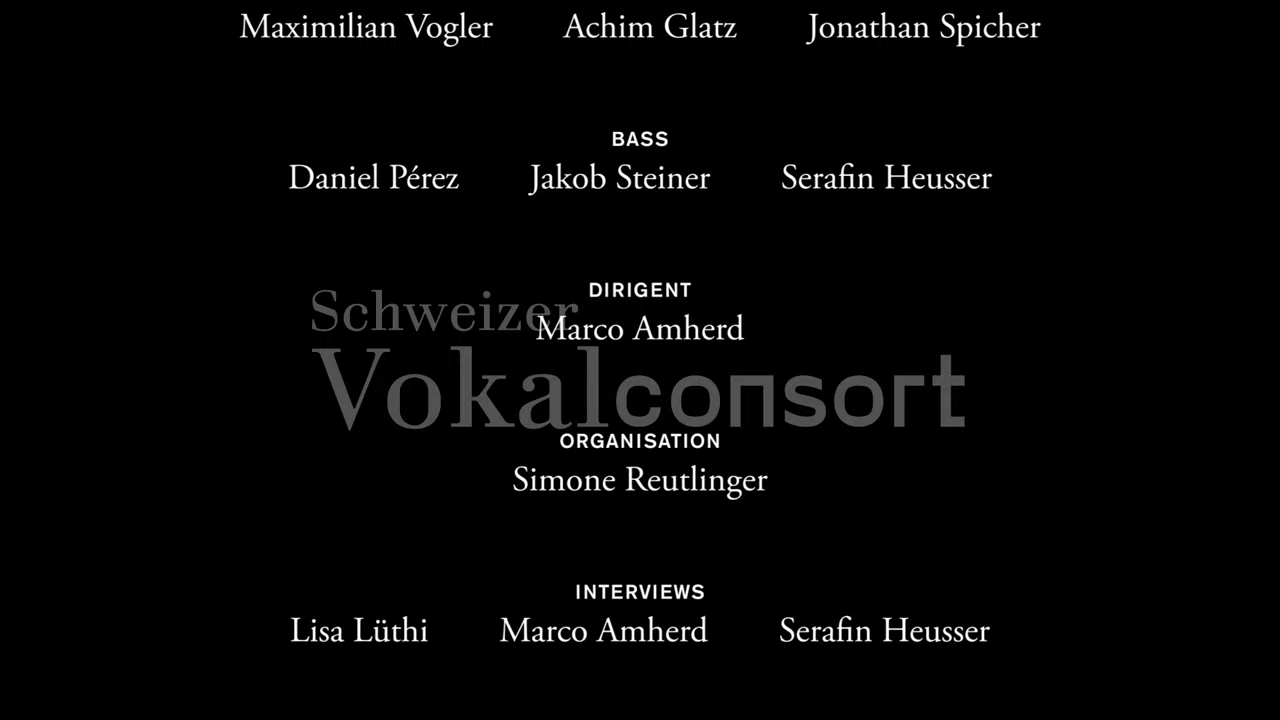 Maximilian Vogler Achim Glatz Jonathan Spicher
BASS
Daniel Pérez Jakob Steiner Serafin Heusser
DIRIGENT
Schweizer
Marco Amherd
Vokalconsort
ORGANISATION
Simone Reutlinger
INTERVIEWS
Lisa Lüthi Marco Amherd Serafin Heusser